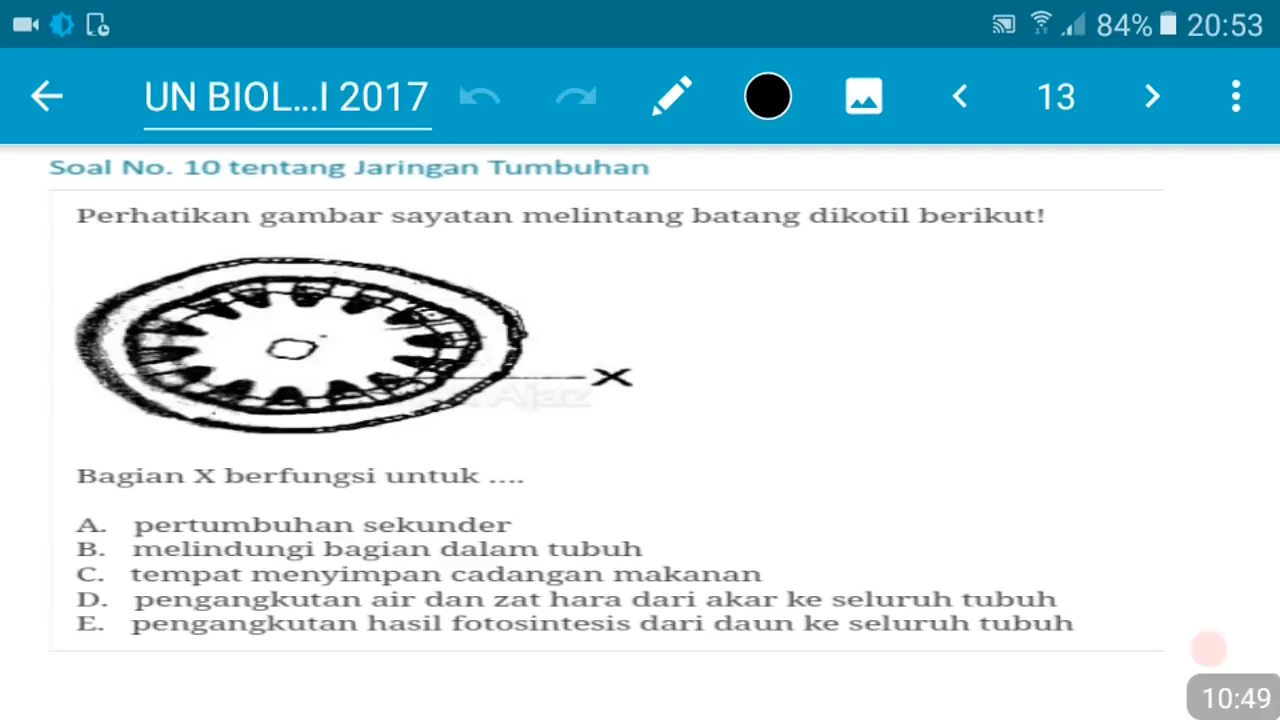 84% 20:53
UN BIOL...I 2017 13
Soal No. 10 tentang Jaringan Tumbuhan
Perhatikan gambar sayatan melintang batang dikotil berikut!
X
Ajaz
Bagian X berfungsi untuk ....
A. pertumbuhan sekunder
B. melindungi bagian dalam tubuh
C. tempat menyimpan cadangan makanan
D. pengangkutan air dan zat hara dari akar ke seluruh tubuh
E. pengangkutan hasil fotosintesis dari daun ke seluruh tubuh
10:49